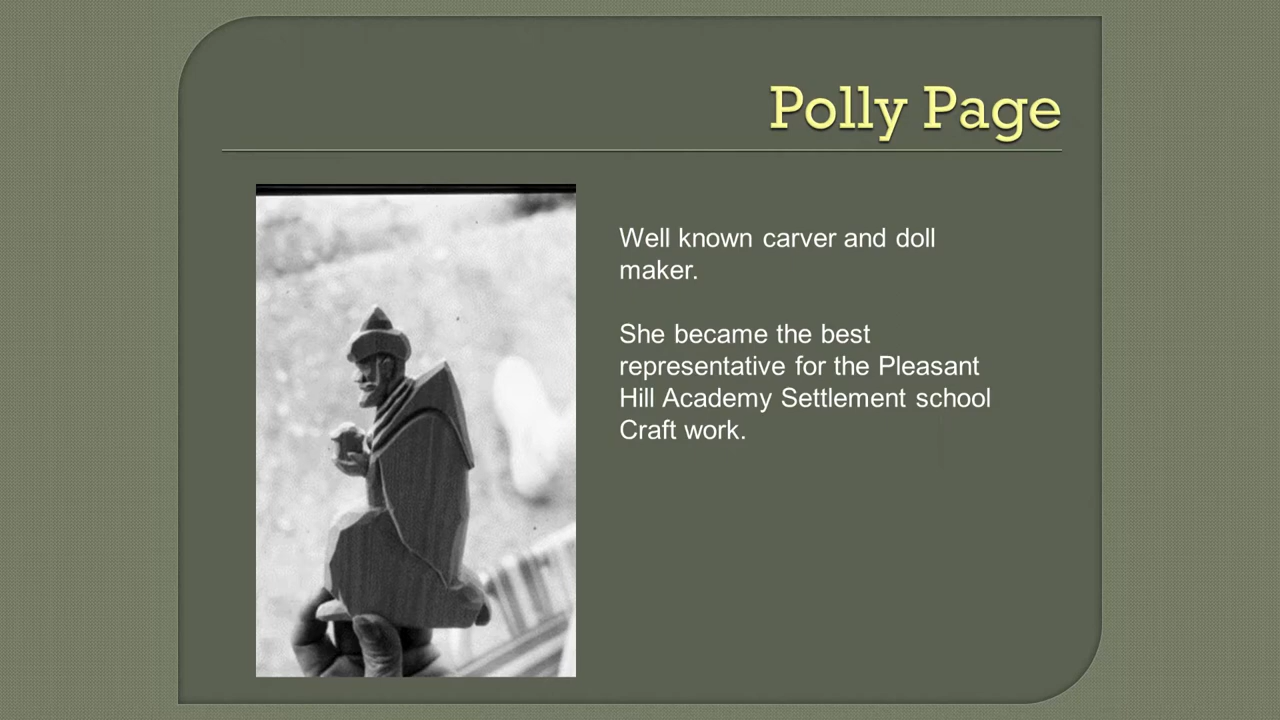 Polly Page
Well known carver and doll
maker.
She became the best
representative for the Pleasant
Hill Academy Settlement school
Craft work.